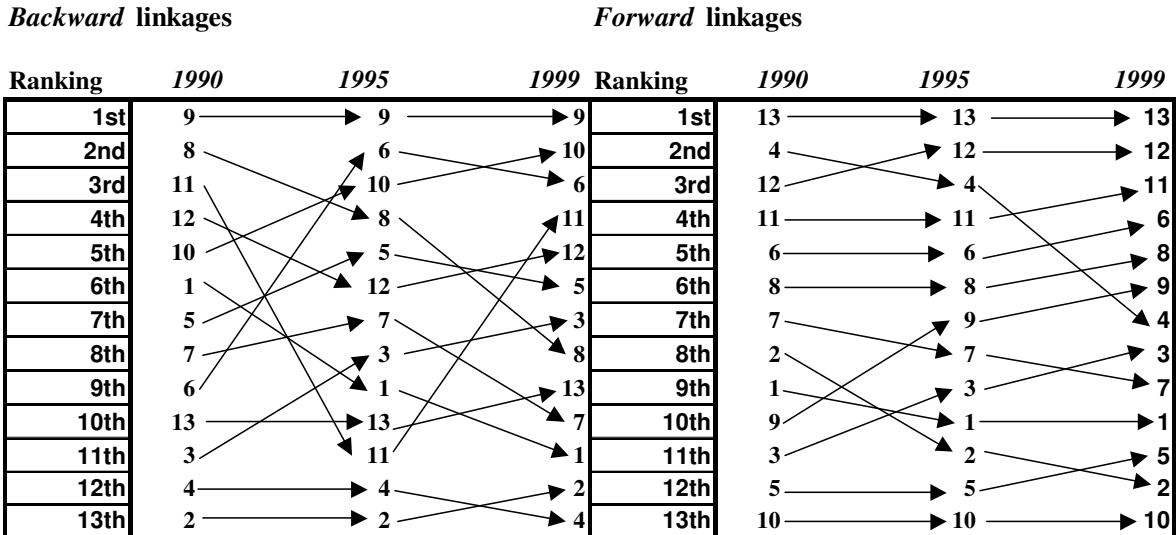 Backward linkages Forward linkages
Ranking 1990 1995 1999 Ranking 1990 1995 1999
1st 9 9 9 1st 13 13 13
2nd 8 6 10 2nd 4 12 12
3rd 11 10 6 3rd 12 4 11
4th 12 8 11 4th 11 11 6
5th 10 5 12 5th 6 6 8
6th 1 12 5 6th 8 8 9
7th 5 7 3 7th 7 9 4
8th 7 3 8 8th 2 7 3
9th 6 1 13 9th 1 3 7
10th 13 13 7 10th 9 1 1
11th 3 11 1 11th 3 2 5
12th 4 4 2 12th 5 5 2
13th 2 2 4 13th 10 10 10